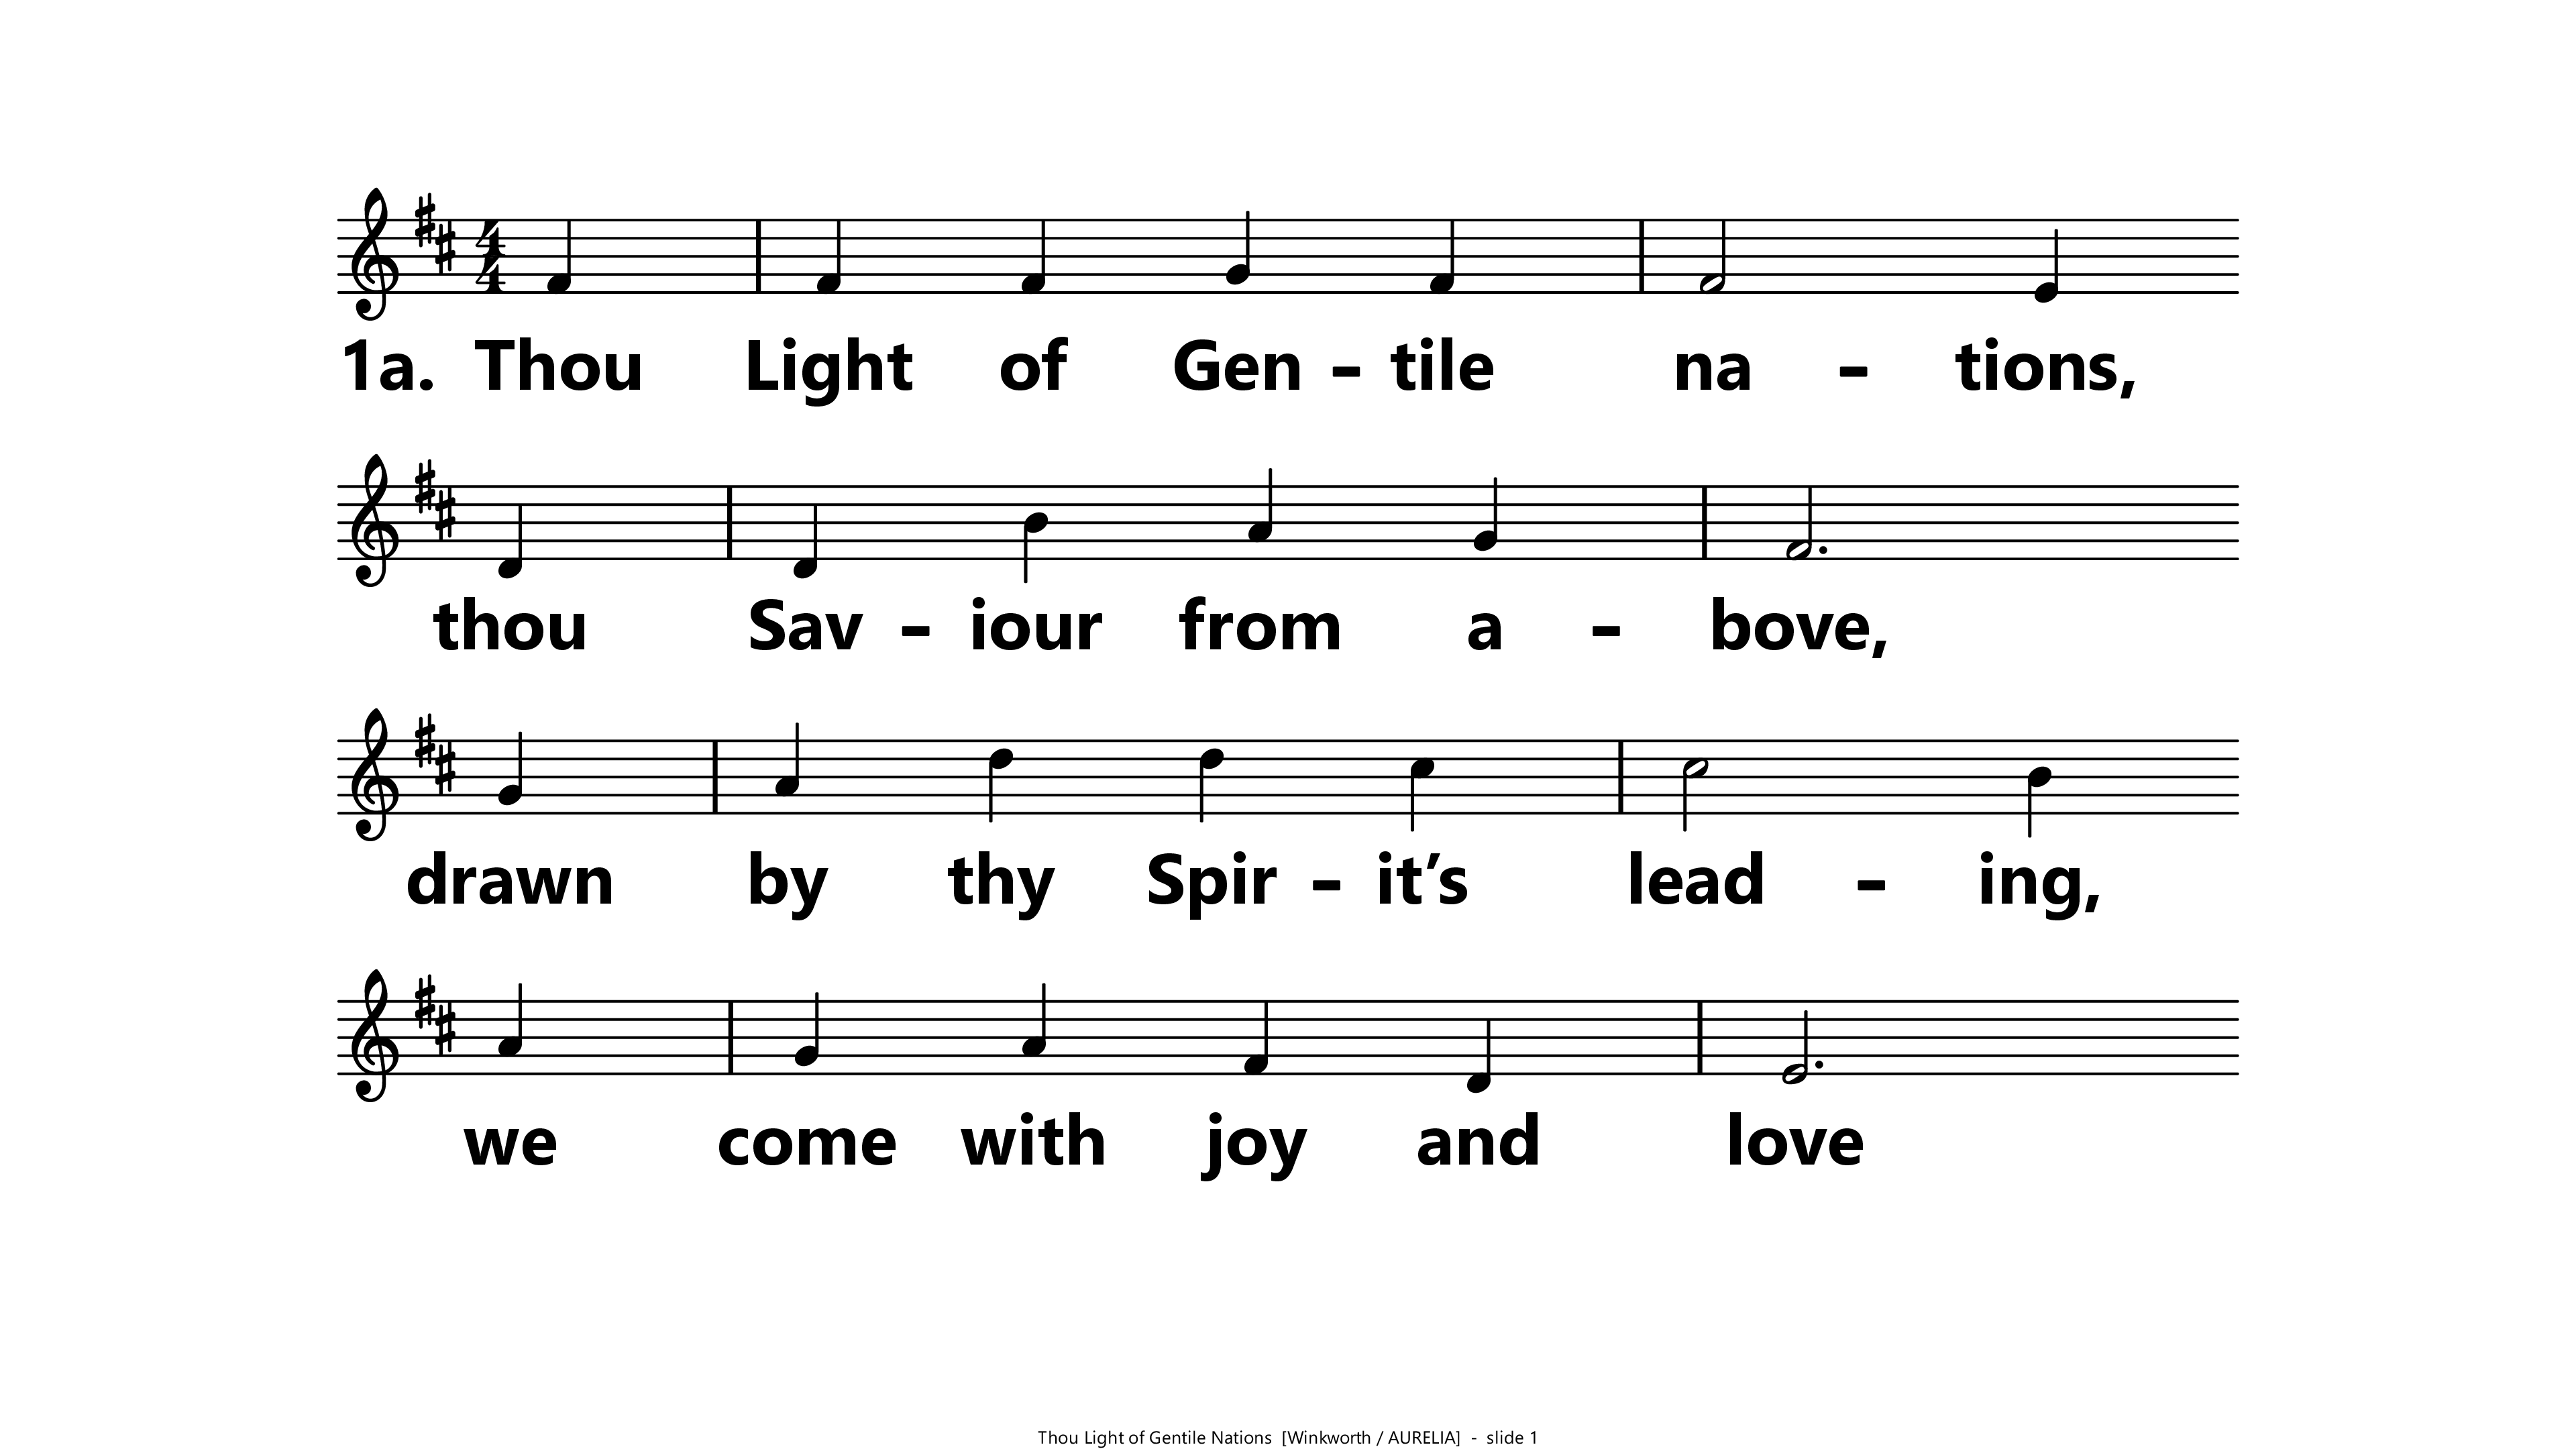 1a. Thou Light of Gen - tile na - tions,
thou Sav - iour from a - bove,
drawn by thy Spir - it’s lead - ing,
we come with joy and love
Thou Light of Gentile Nations [Winkworth / AURELIA] - slide 1